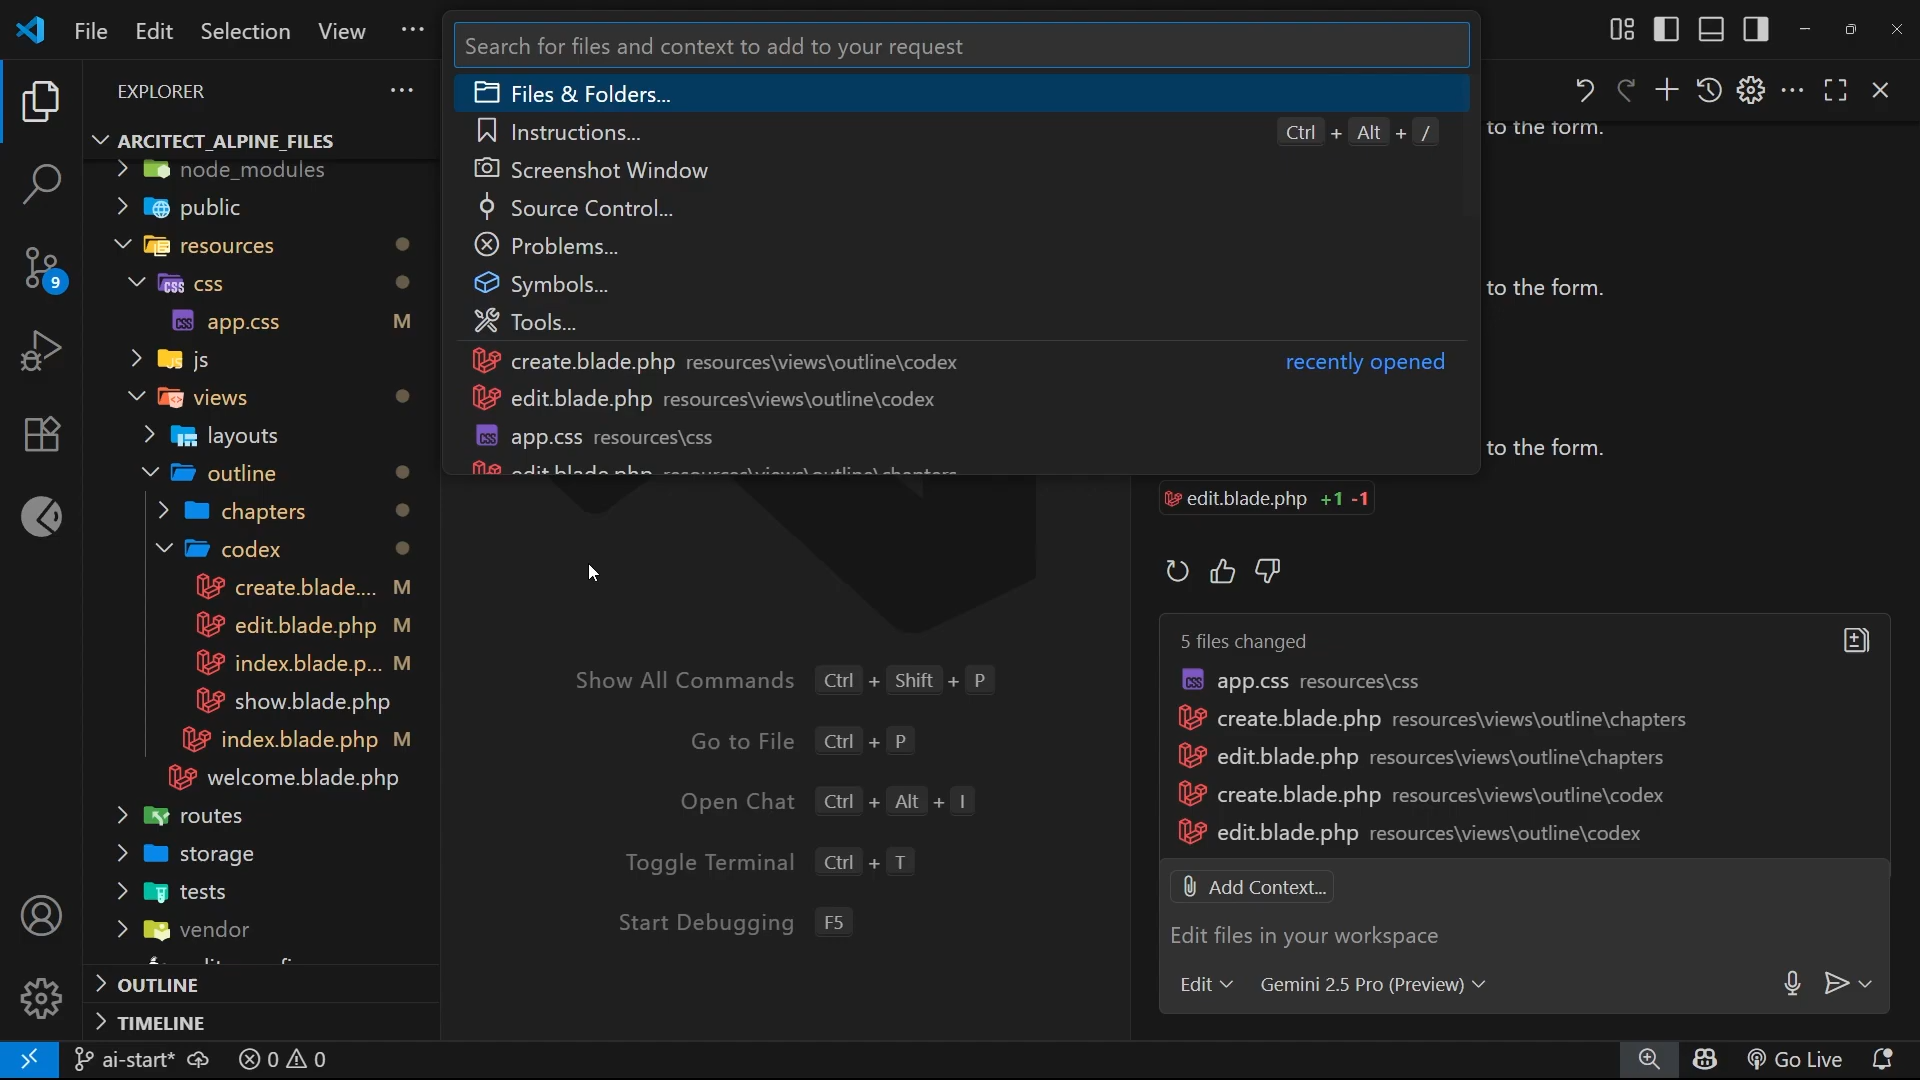 File Edit Selection View ···
Search for files and context to add to your request
Files & Folders...
Instructions... Ctrl + Alt + /
Screenshot Window
Source Control...
Problems...
Symbols...
Tools...
create.blade.php resources\views\outline\codex recently opened
edit.blade.php resources\views\outline\codex
app.css resources\css
edit.blade.php resources\views\outline\chapters
EXPLORER ···
ARCITECT_ALPINE_FILES
node_modules
public
resources
css
app.css M
js
views
layouts
outline
chapters
codex
create.blade.... M
edit.blade.php M
index.blade.p... M
show.blade.php
index.blade.php M
welcome.blade.php
routes
storage
tests
vendor
OUTLINE
TIMELINE
9
Show All Commands Ctrl + Shift + P
Go to File Ctrl + P
Open Chat Ctrl + Alt + I
Toggle Terminal Ctrl + T
Start Debugging F5
to the form.
to the form.
to the form.
edit.blade.php +1 -1
5 files changed
app.css resources\css
create.blade.php resources\views\outline\chapters
edit.blade.php resources\views\outline\chapters
create.blade.php resources\views\outline\codex
edit.blade.php resources\views\outline\codex
Add Context...
Edit files in your workspace
Edit Gemini 2.5 Pro (Preview)
ai-start* 0 0 Go Live